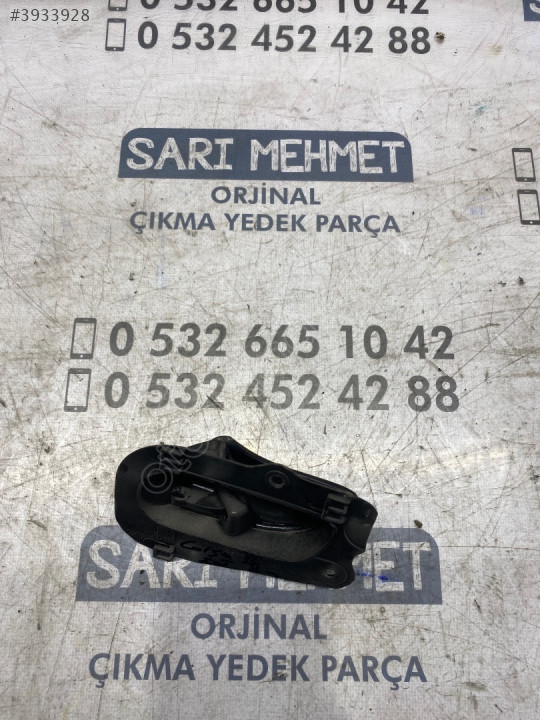 #3933928
0 532 665 10 42
0 532 452 42 88
SARI MEHMET
ORJİNAL
ÇIKMA YEDEK PARÇA
0 532 665 10 42
0 532 452 42 88
SARI MEHMET
ORJİNAL
ÇIKMA YEDEK PARÇA